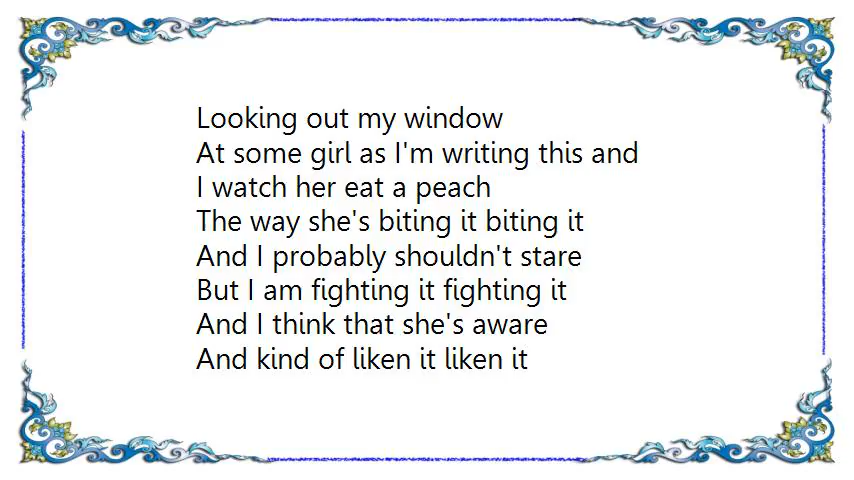 Looking out my window
At some girl as I'm writing this and
I watch her eat a peach
The way she's biting it biting it
And I probably shouldn't stare
But I am fighting it fighting it
And I think that she's aware
And kind of liken it liken it